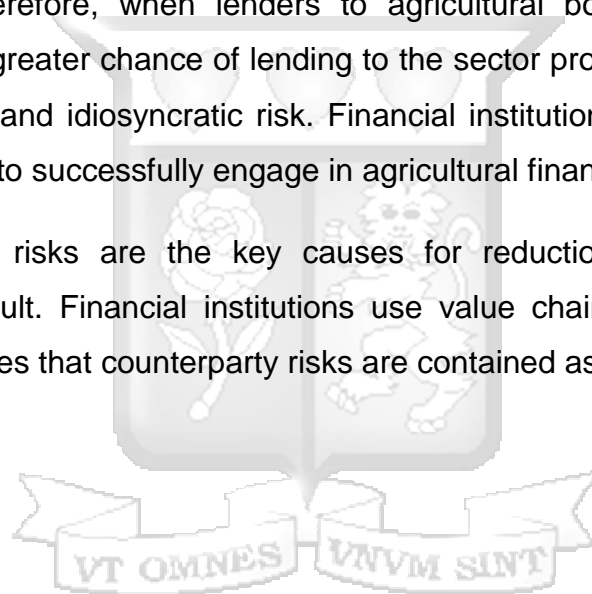 erefore, when lenders to agricultural bo
greater chance of lending to the sector pro
and idiosyncratic risk. Financial institution
to successfully engage in agricultural finan
risks are the key causes for reductio
ult. Financial institutions use value chai
es that counterparty risks are contained as
VT OMNES VNVM SINT